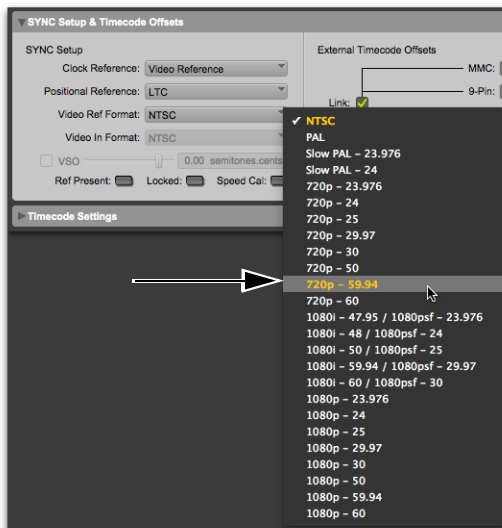 SYNC Setup & Timecode Offsets
SYNC Setup
Clock Reference: Video Reference
Positional Reference: LTC
Video Ref Format: NTSC
Video In Format: NTSC
VSO 0.00 semitones.cents
Ref Present: Locked: Speed Cal:
Timecode Settings
External Timecode Offsets
MMC:
9-Pin:
Link:
NTSC
PAL
Slow PAL - 23.976
Slow PAL - 24
720p - 23.976
720p - 24
720p - 25
720p - 29.97
720p - 30
720p - 50
720p - 59.94
720p - 60
1080i - 47.95 / 1080psf - 23.976
1080i - 48 / 1080psf - 24
1080i - 50 / 1080psf - 25
1080i - 59.94 / 1080psf - 29.97
1080i - 60 / 1080psf - 30
1080p - 23.976
1080p - 24
1080p - 25
1080p - 29.97
1080p - 30
1080p - 50
1080p - 59.94
1080p - 60